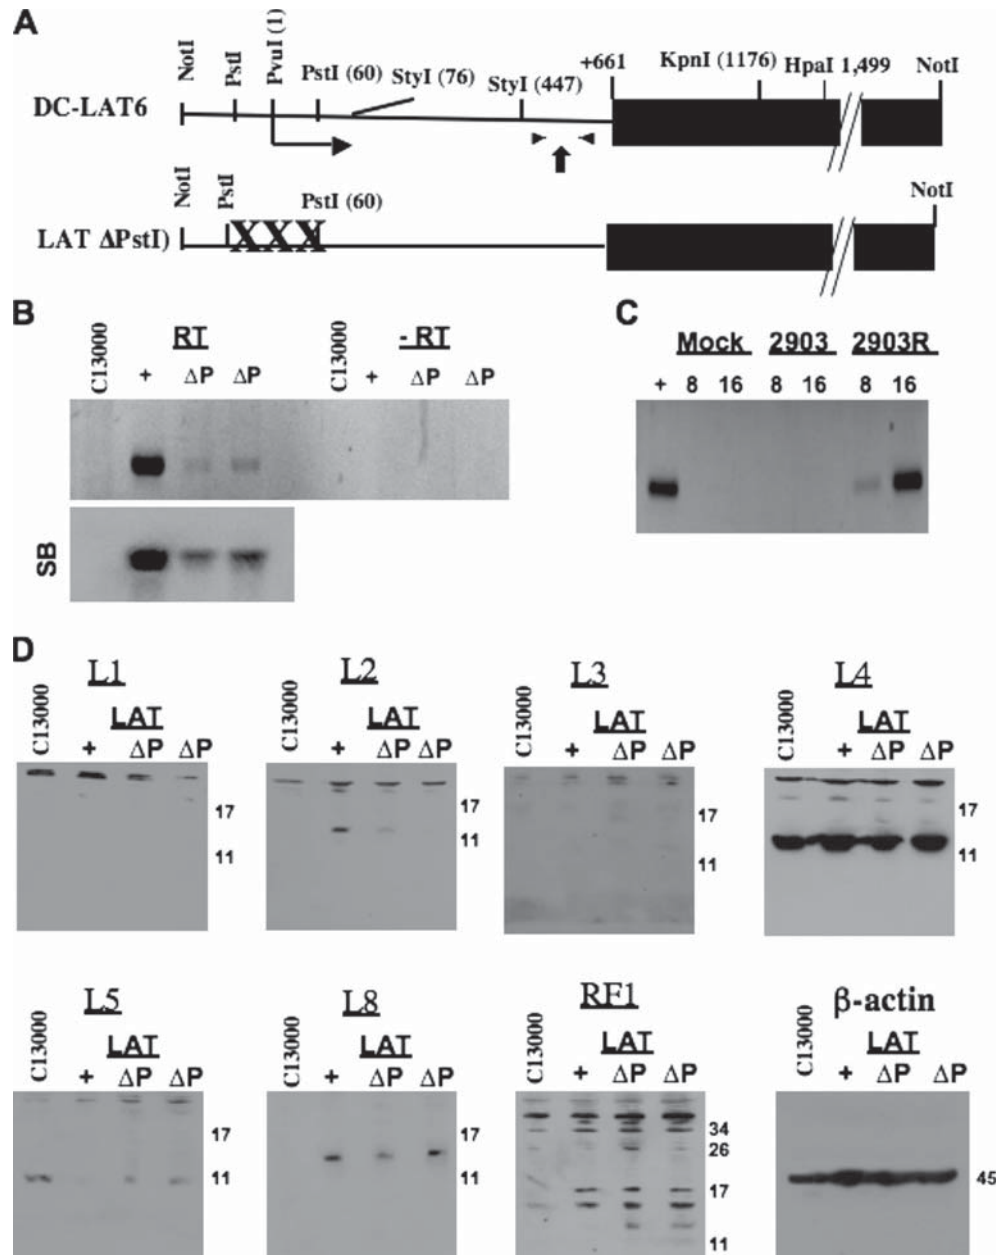 A
NotI PstI PvuI (1) PstI (60) StyI (76) StyI (447) +661 KpnI (1176) HpaI 1,499 NotI
DC-LAT6
NotI PstI PstI (60) NotI
LAT ΔPstI)
XXX
B
C13000 RT C13000 - RT
+ ΔP ΔP + ΔP ΔP
SB
C
Mock 2903 2903R
+ 8 16 8 16 8 16
D
L1
C13000 LAT
+ ΔP ΔP
17
11
L2
C13000 LAT
+ ΔP ΔP
17
11
L3
C13000 LAT
+ ΔP ΔP
17
11
L4
C13000 LAT
+ ΔP ΔP
17
11
L5
C13000 LAT
+ ΔP ΔP
17
11
L8
C13000 LAT
+ ΔP ΔP
17
11
RF1
C13000 LAT
+ ΔP ΔP
34
26
17
11
β-actin
C13000 LAT
+ ΔP ΔP
45